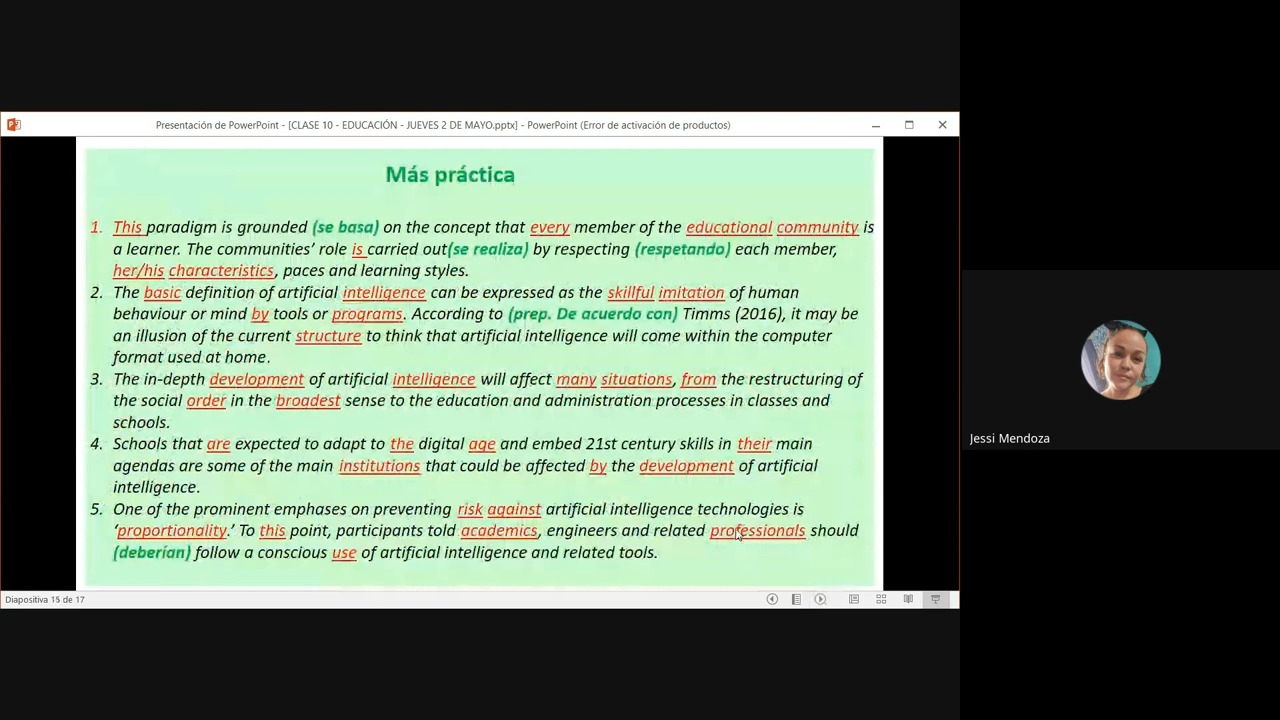 Presentación de PowerPoint - [CLASE 10 - EDUCACIÓN - JUEVES 2 DE MAYO.pptx] - PowerPoint (Error de activación de productos)
Más práctica
1. This paradigm is grounded (se basa) on the concept that every member of the educational community is
a learner. The communities’ role is carried out(se realiza) by respecting (respetando) each member,
her/his characteristics, paces and learning styles.
2. The basic definition of artificial intelligence can be expressed as the skillful imitation of human
behaviour or mind by tools or programs. According to (prep. De acuerdo con) Timms (2016), it may be
an illusion of the current structure to think that artificial intelligence will come within the computer
format used at home.
3. The in-depth development of artificial intelligence will affect many situations, from the restructuring of
the social order in the broadest sense to the education and administration processes in classes and
schools.
4. Schools that are expected to adapt to the digital age and embed 21st century skills in their main
agendas are some of the main institutions that could be affected by the development of artificial
intelligence.
5. One of the prominent emphases on preventing risk against artificial intelligence technologies is
‘proportionality.’ To this point, participants told academics, engineers and related professionals should
(deberían) follow a conscious use of artificial intelligence and related tools.
Diapositiva 15 de 17
Jessi Mendoza